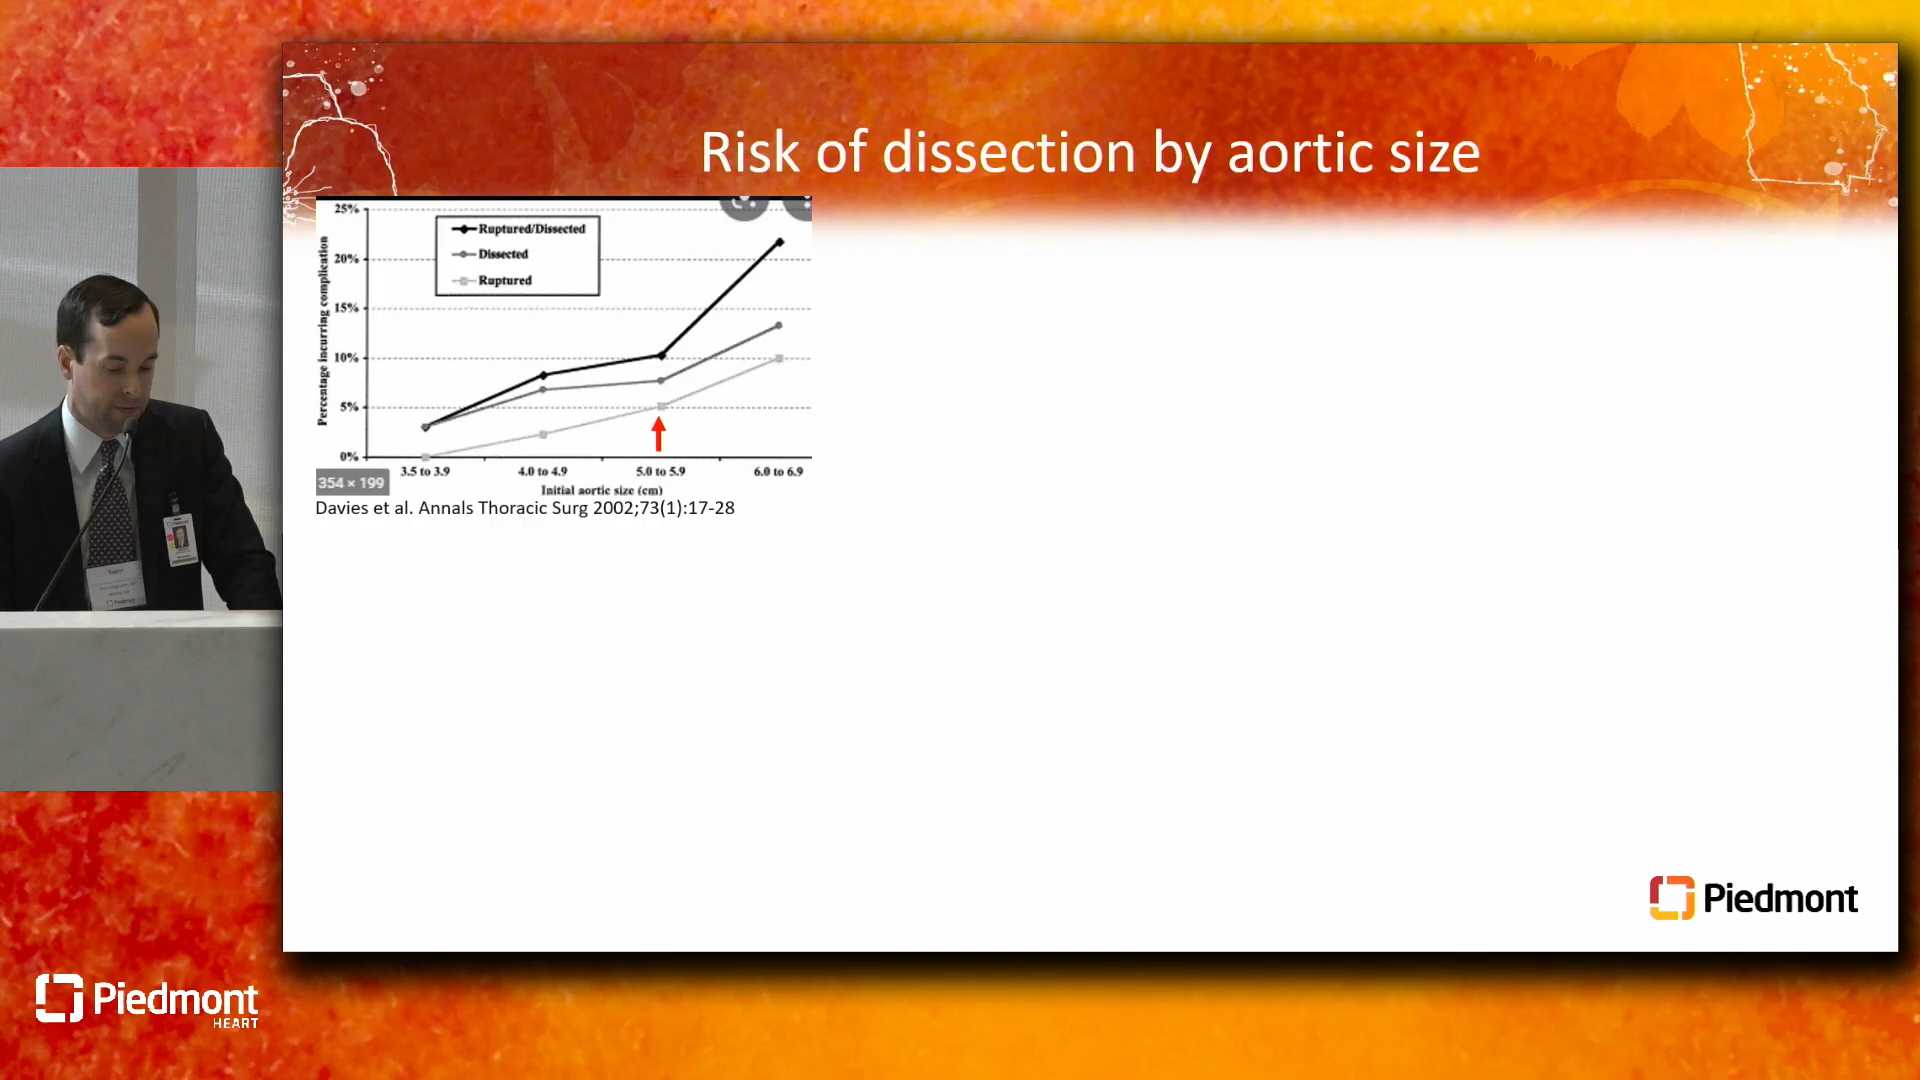 Risk of dissection by aortic size
25%
20%
15%
10%
5%
0%
Percentage incurring complication
Ruptured/Dissected
Dissected
Ruptured
3.5 to 3.9
4.0 to 4.9
5.0 to 5.9
6.0 to 6.9
Initial aortic size (cm)
354 × 199
Davies et al. Annals Thoracic Surg 2002;73(1):17-28
Piedmont
Piedmont
HEART